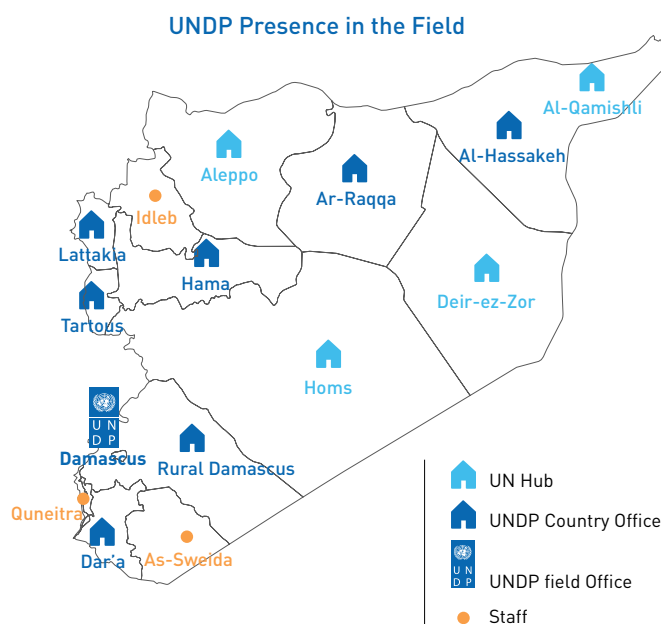 UNDP Presence in the Field
Al-Qamishli
Al-Hassakeh
Aleppo
Ar-Raqqa
Idleb
Lattakia
Hama
Deir-ez-Zor
Tartous
Homs
U N
D P
Damascus
Rural Damascus
Quneitra
Dar'a
As-Sweida
UN Hub
UNDP Country Office
U N
D P
UNDP field Office
Staff